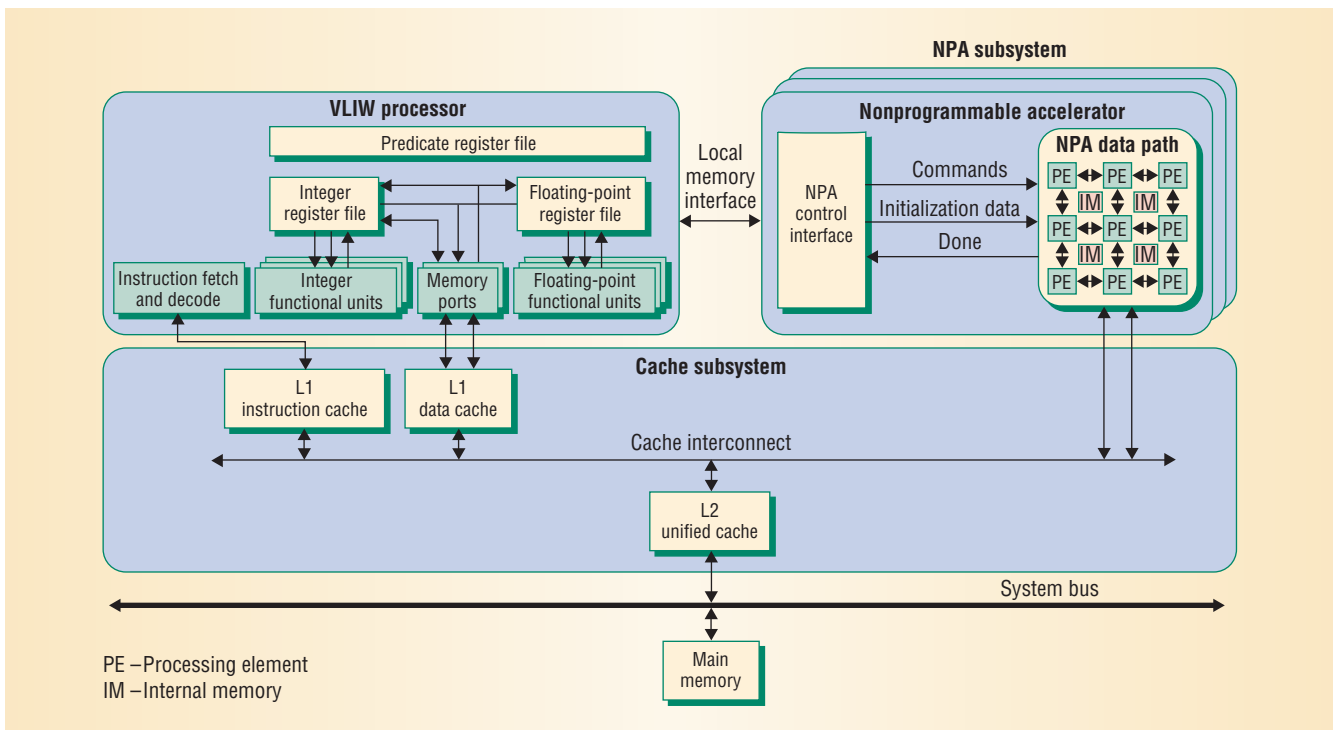 NPA subsystem
VLIW processor
Predicate register file
Integer
register file
Floating-point
register file
Instruction fetch
and decode
Integer
functional units
Memory
ports
Floating-point
functional units
Local
memory
interface
Nonprogrammable accelerator
NPA
control
interface
Commands
Initialization data
Done
NPA data path
PE PE PE
IM IM
PE PE PE
IM IM
PE PE PE
Cache subsystem
L1
instruction cache
L1
data cache
Cache interconnect
L2
unified cache
System bus
Main
memory
PE –Processing element
IM –Internal memory